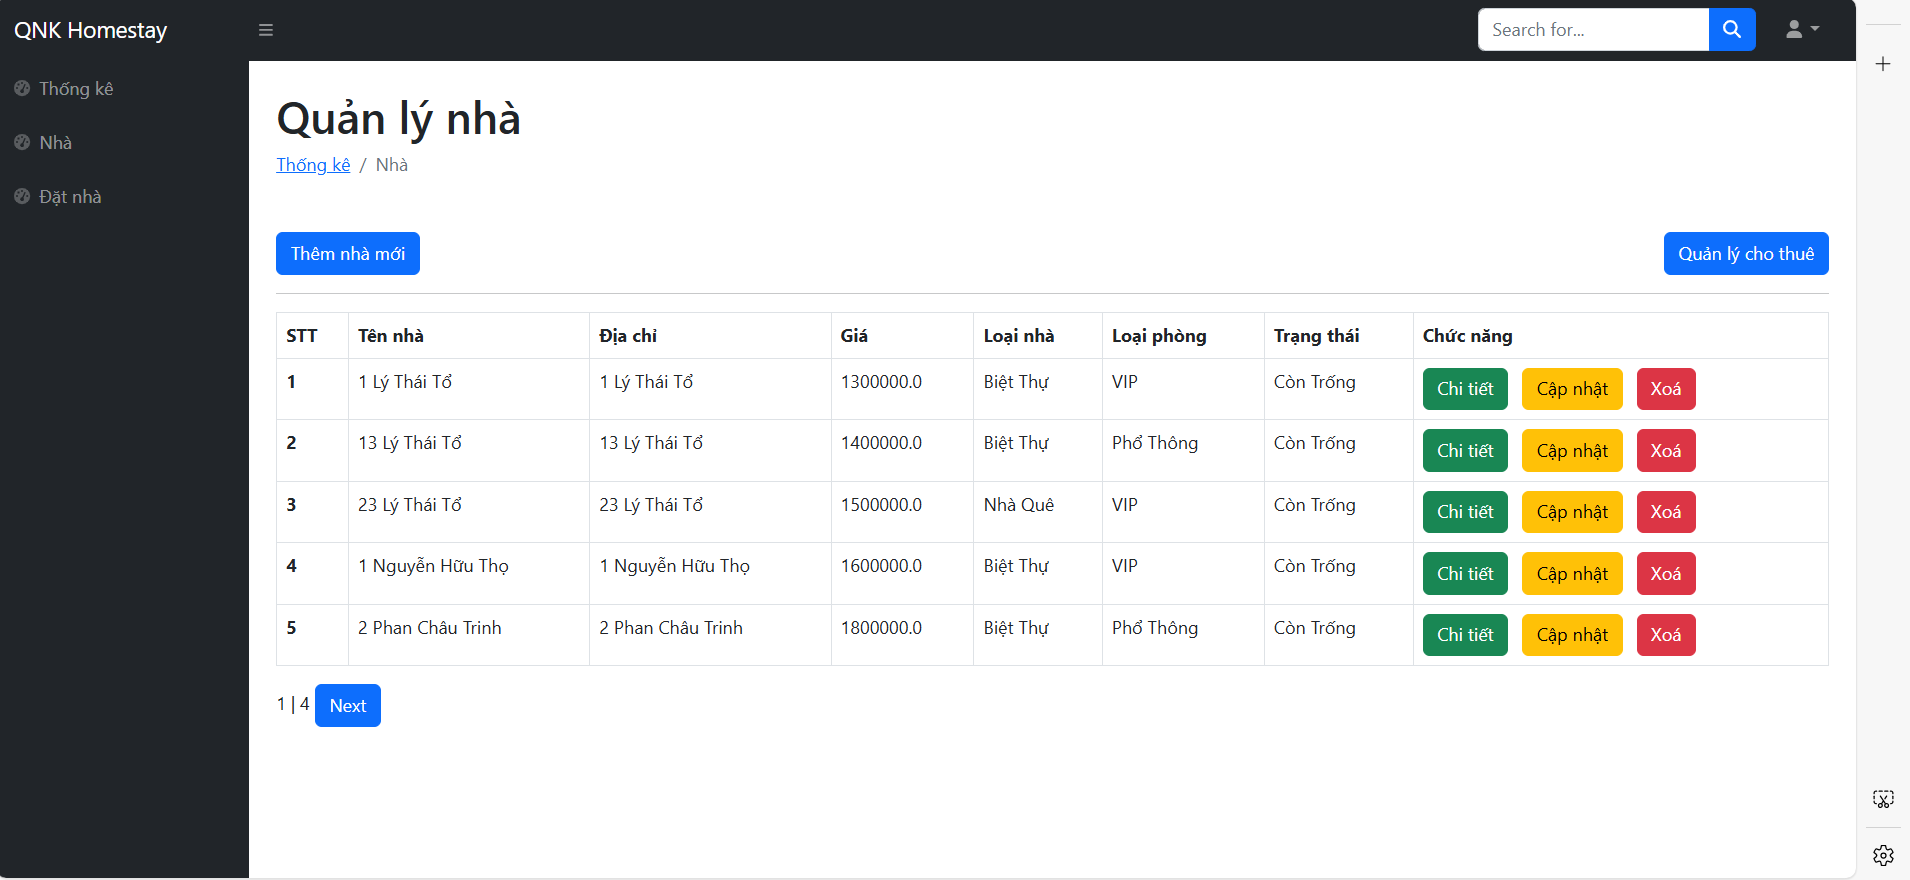 QNK Homestay
Search for...
Thống kê
Nhà
Đặt nhà
Quản lý nhà
Thống kê / Nhà
Thêm nhà mới
Quản lý cho thuê
STT Tên nhà Địa chỉ Giá Loại nhà Loại phòng Trạng thái Chức năng
1 1 Lý Thái Tổ 1 Lý Thái Tổ 1300000.0 Biệt Thự VIP Còn Trống Chi tiết Cập nhật Xoá
2 13 Lý Thái Tổ 13 Lý Thái Tổ 1400000.0 Biệt Thự Phổ Thông Còn Trống Chi tiết Cập nhật Xoá
3 23 Lý Thái Tổ 23 Lý Thái Tổ 1500000.0 Nhà Quê VIP Còn Trống Chi tiết Cập nhật Xoá
4 1 Nguyễn Hữu Thọ 1 Nguyễn Hữu Thọ 1600000.0 Biệt Thự VIP Còn Trống Chi tiết Cập nhật Xoá
5 2 Phan Châu Trinh 2 Phan Châu Trinh 1800000.0 Biệt Thự Phổ Thông Còn Trống Chi tiết Cập nhật Xoá
1 | 4 Next